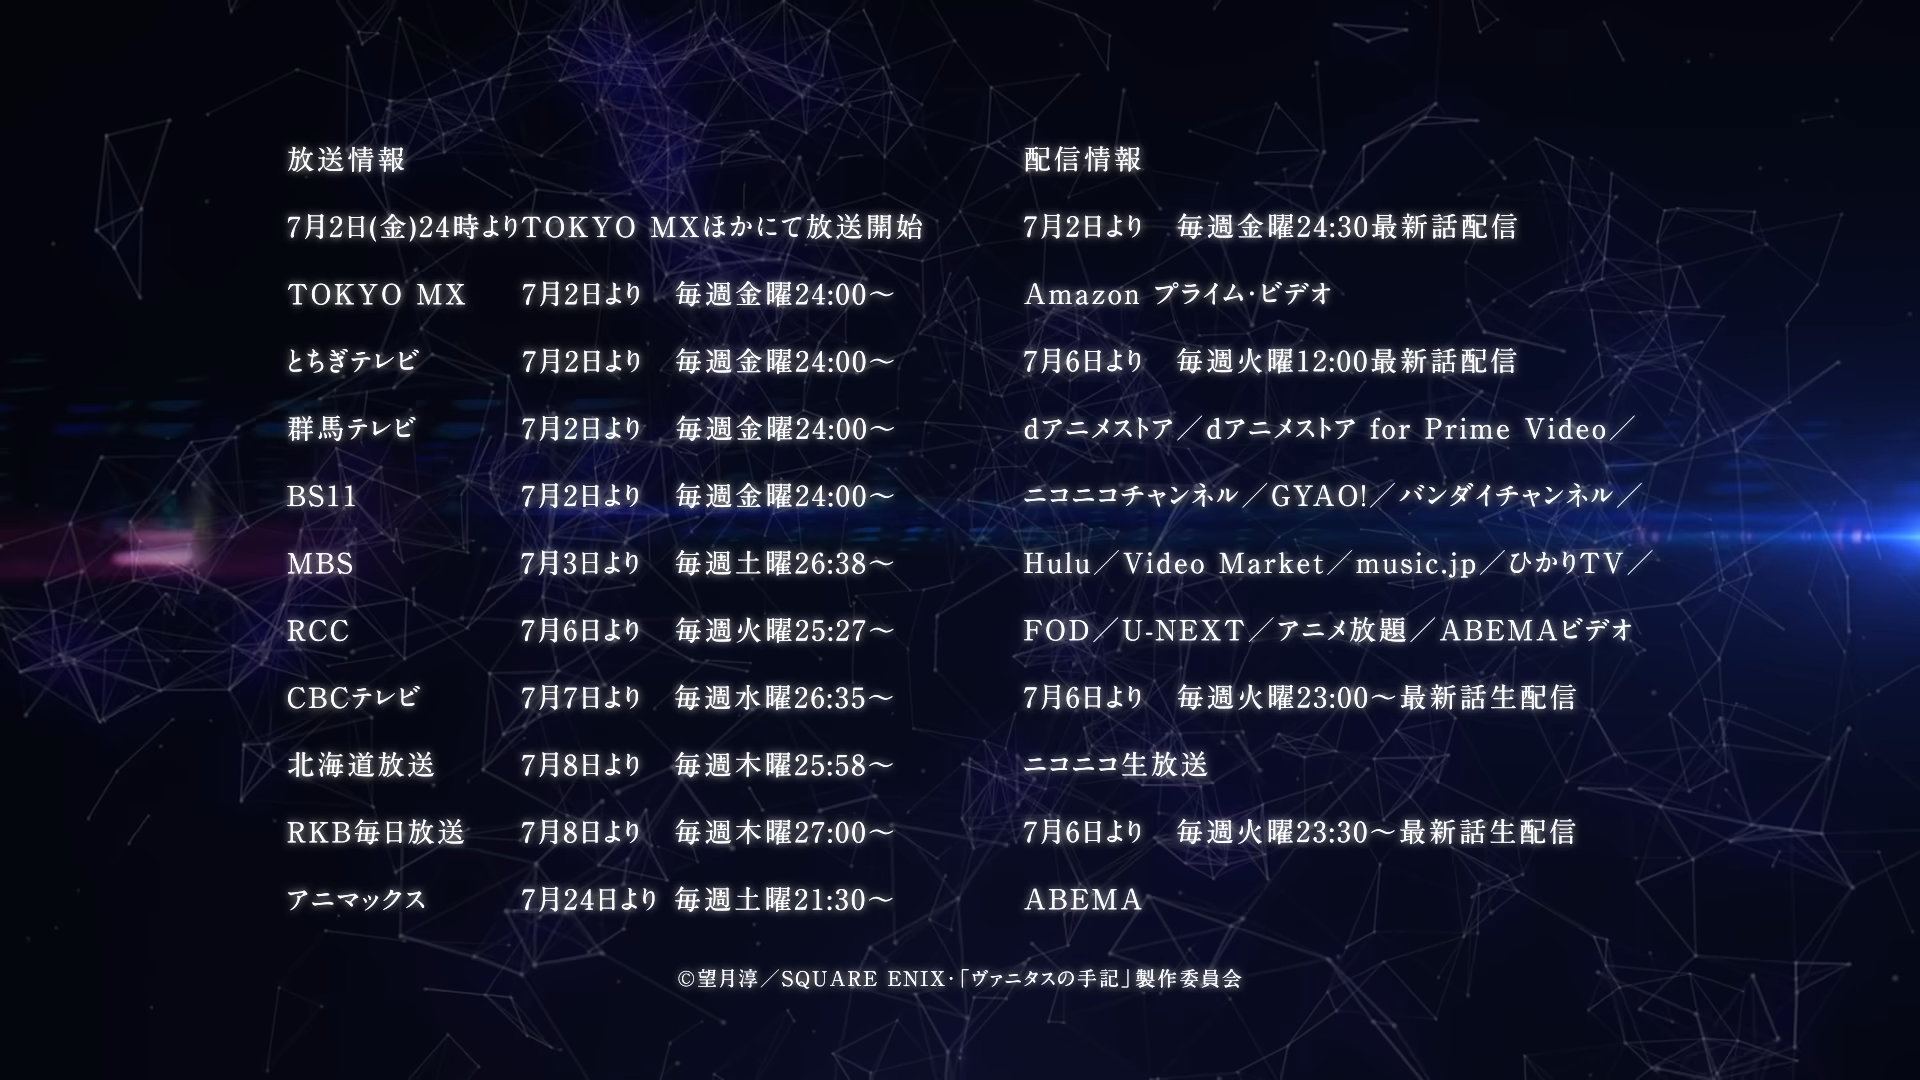 放送情報
7月2日(金)24時よりTOKYO MXほかにて放送開始
TOKYO MX 7月2日より 毎週金曜24:00～
とちぎテレビ 7月2日より 毎週金曜24:00～
群馬テレビ 7月2日より 毎週金曜24:00～
BS11 7月2日より 毎週金曜24:00～
MBS 7月3日より 毎週土曜26:38～
RCC 7月6日より 毎週火曜25:27～
CBCテレビ 7月7日より 毎週水曜26:35～
北海道放送 7月8日より 毎週木曜25:58～
RKB毎日放送 7月8日より 毎週木曜27:00～
アニマックス 7月24日より 毎週土曜21:30～
配信情報
7月2日より 毎週金曜24:30最新話配信
Amazon プライム・ビデオ
7月6日より 毎週火曜12:00最新話配信
dアニメストア／dアニメストア for Prime Video／
ニコニコチャンネル／GYAO!／バンダイチャンネル／
Hulu／Video Market／music.jp／ひかりTV／
FOD／U-NEXT／アニメ放題／ABEMAビデオ
7月6日より 毎週火曜23:00～最新話生配信
ニコニコ生放送
7月6日より 毎週火曜23:30～最新話生配信
ABEMA
©望月淳／SQUARE ENIX・「ヴァニタスの手記」製作委員会